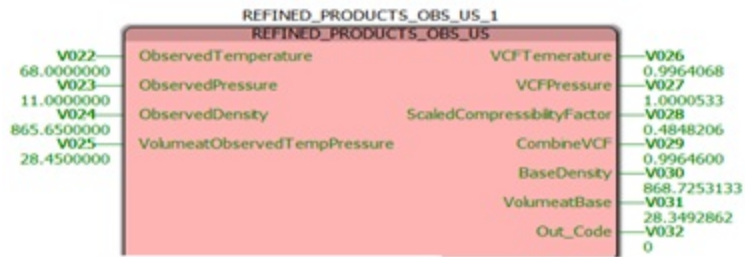 REFINED_PRODUCTS_OBS_US_1
REFINED_PRODUCTS_OBS_US
V022 ObservedTemperature VCFTemerature V026
68.0000000 0.9964068
V023 ObservedPressure VCFPressure V027
11.0000000 1.0000533
V024 ObservedDensity ScaledCompressibilityFactor V028
865.6500000 0.4848206
V025 VolumeatObservedTempPressure CombineVCF V029
28.4500000 0.9964600
BaseDensity V030
868.7253133
VolumeatBase V031
28.3492862
Out_Code V032
0